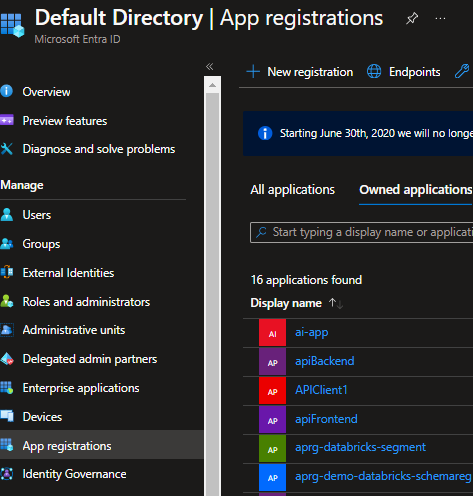 Default Directory | App registrations
Microsoft Entra ID
Overview
Preview features
Diagnose and solve problems
Manage
Users
Groups
External Identities
Roles and administrators
Administrative units
Delegated admin partners
Enterprise applications
Devices
App registrations
Identity Governance
New registration Endpoints
Starting June 30th, 2020 we will no longe
All applications Owned applications
Start typing a display name or applicati
16 applications found
Display name
AI ai-app
AP apiBackend
AP APIClient1
AP apiFrontend
AP aprg-databricks-segment
AP aprg-demo-databricks-schemareg